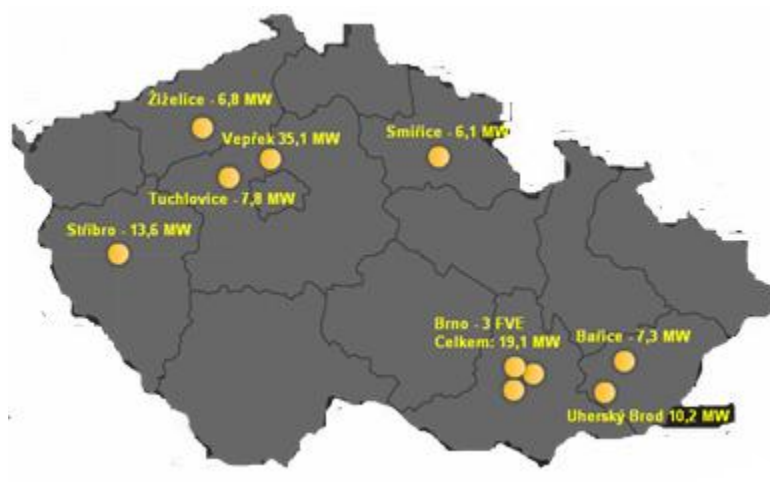 Žiželice - 6,8 MW
Vepřek 35,1 MW
Smiřice - 6,1 MW
Tuchlovice - 7,8 MW
Stříbro - 13,6 MW
Brno - 3 FVE
Celkem: 19,1 MW
Bařice - 7,3 MW
Uherský Brod 10,2 MW